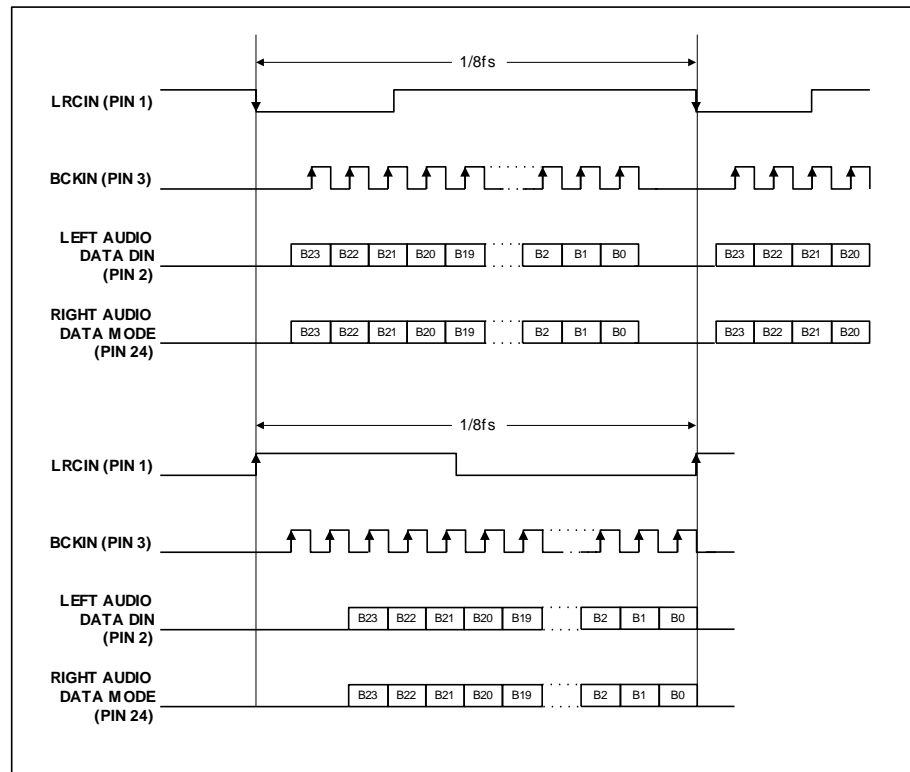 1/8fs
LRCIN (PIN 1)
BCKIN (PIN 3)
LEFT AUDIO
DATA DIN
(PIN 2)
B23 B22 B21 B20 B19 B2 B1 B0 B23 B22 B21 B20
RIGHT AUDIO
DATA MODE
(PIN 24)
B23 B22 B21 B20 B19 B2 B1 B0 B23 B22 B21 B20
1/8fs
LRCIN (PIN 1)
BCKIN (PIN 3)
LEFT AUDIO
DATA DIN
(PIN 2)
B23 B22 B21 B20 B19 B2 B1 B0
RIGHT AUDIO
DATA MODE
(PIN 24)
B23 B22 B21 B20 B19 B2 B1 B0